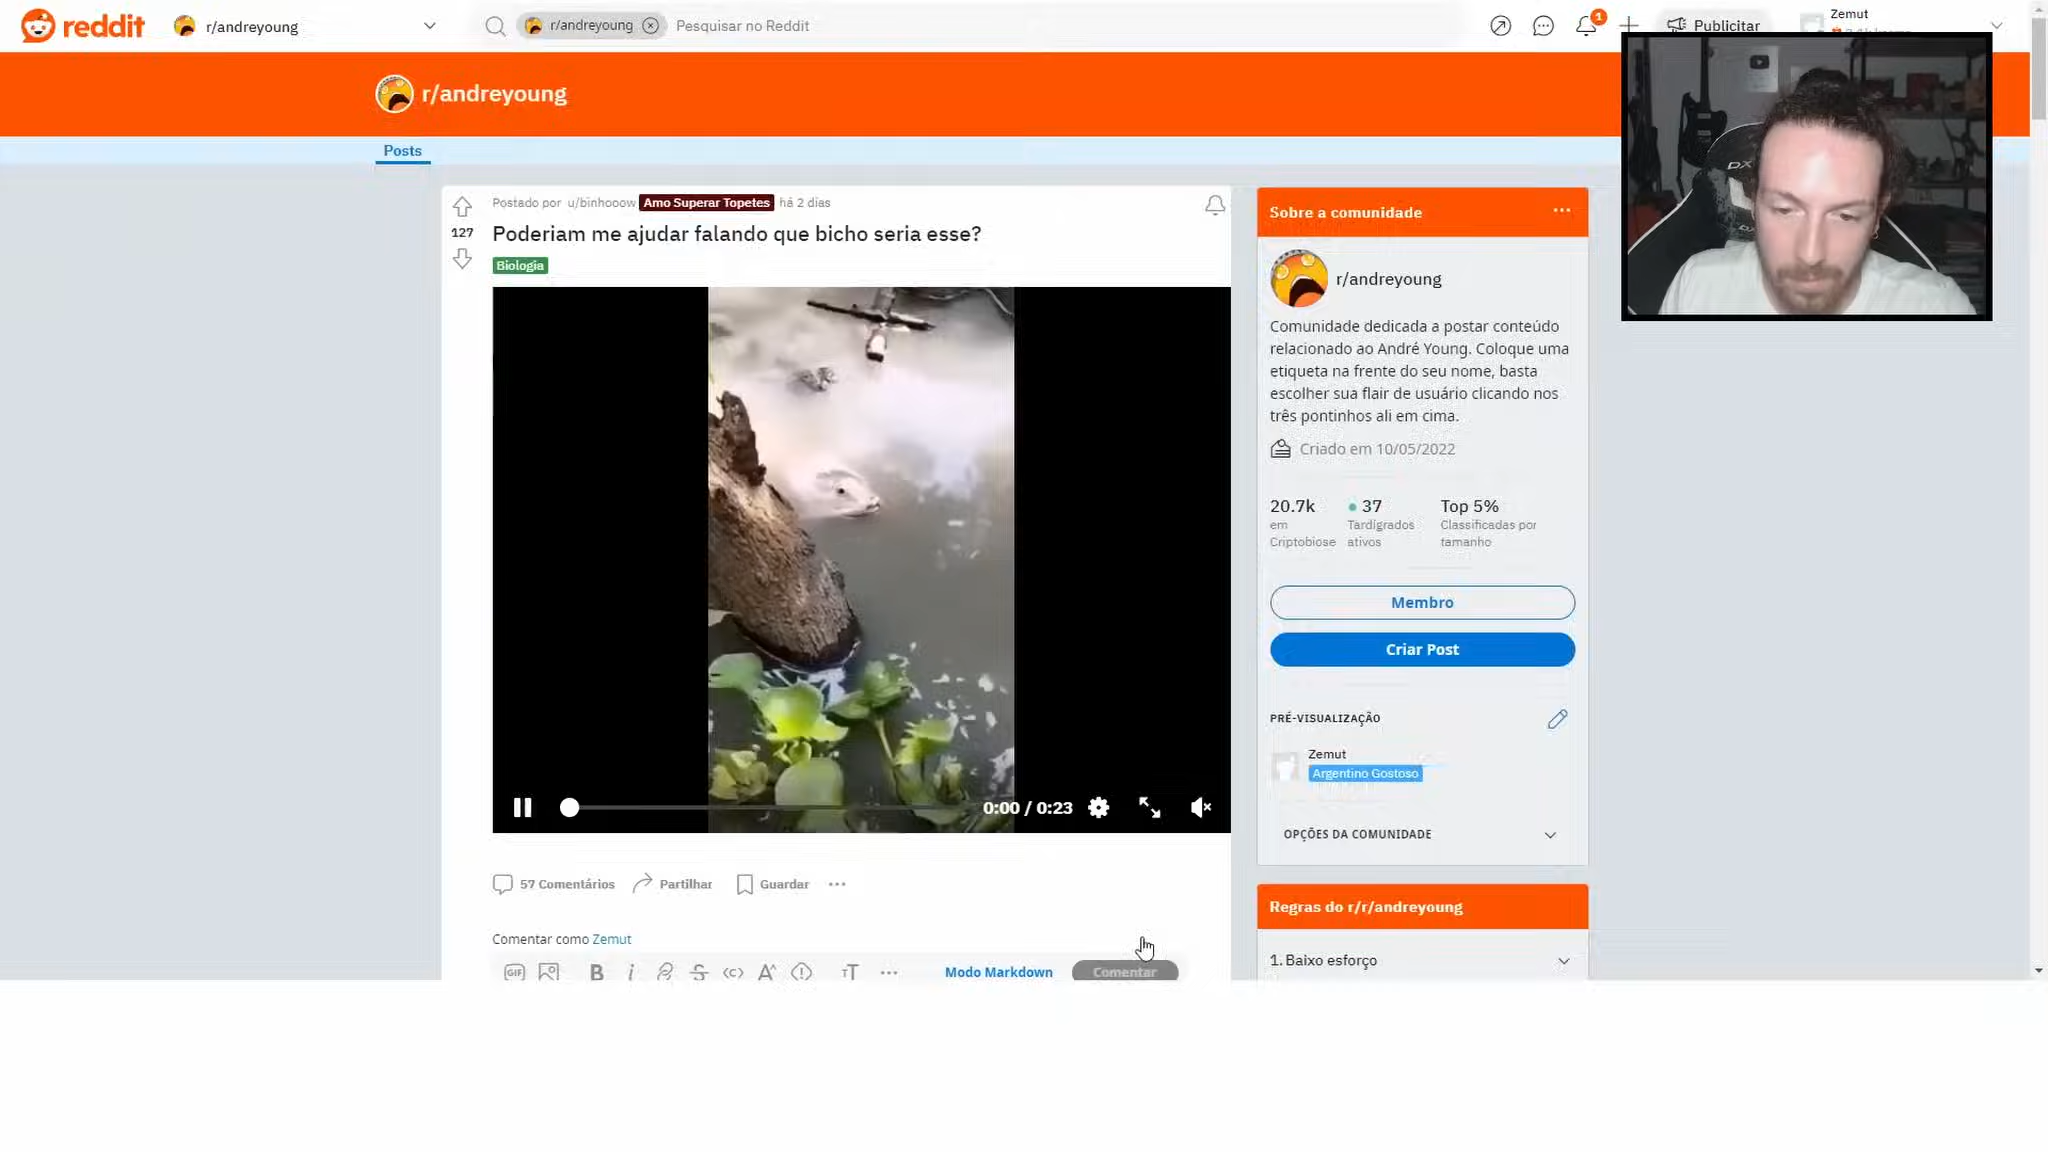 reddit
r/andreyoung
r/andreyoung
Pesquisar no Reddit
1
Publicitar
Zemut
r/andreyoung
Posts
Postado por u/binhooow Amo Superar Topetes há 2 dias
127
Poderiam me ajudar falando que bicho seria esse?
Biologia
0:00 / 0:23
57 Comentários
Partilhar
Guardar
Comentar como Zemut
GIF
B
i
S
T
Modo Markdown
Comentar
Sobre a comunidade
r/andreyoung
Comunidade dedicada a postar conteúdo
relacionado ao André Young. Coloque uma
etiqueta na frente do seu nome, basta
escolher sua flair de usuário clicando nos
três pontinhos ali em cima.
Criado em 10/05/2022
20.7k
em
Criptobiose
37
Tardígrados
ativos
Top 5%
Classificadas por
tamanho
Membro
Criar Post
PRÉ-VISUALIZAÇÃO
Zemut
Argentino Gostoso
OPÇÕES DA COMUNIDADE
Regras do r/r/andreyoung
1. Baixo esforço